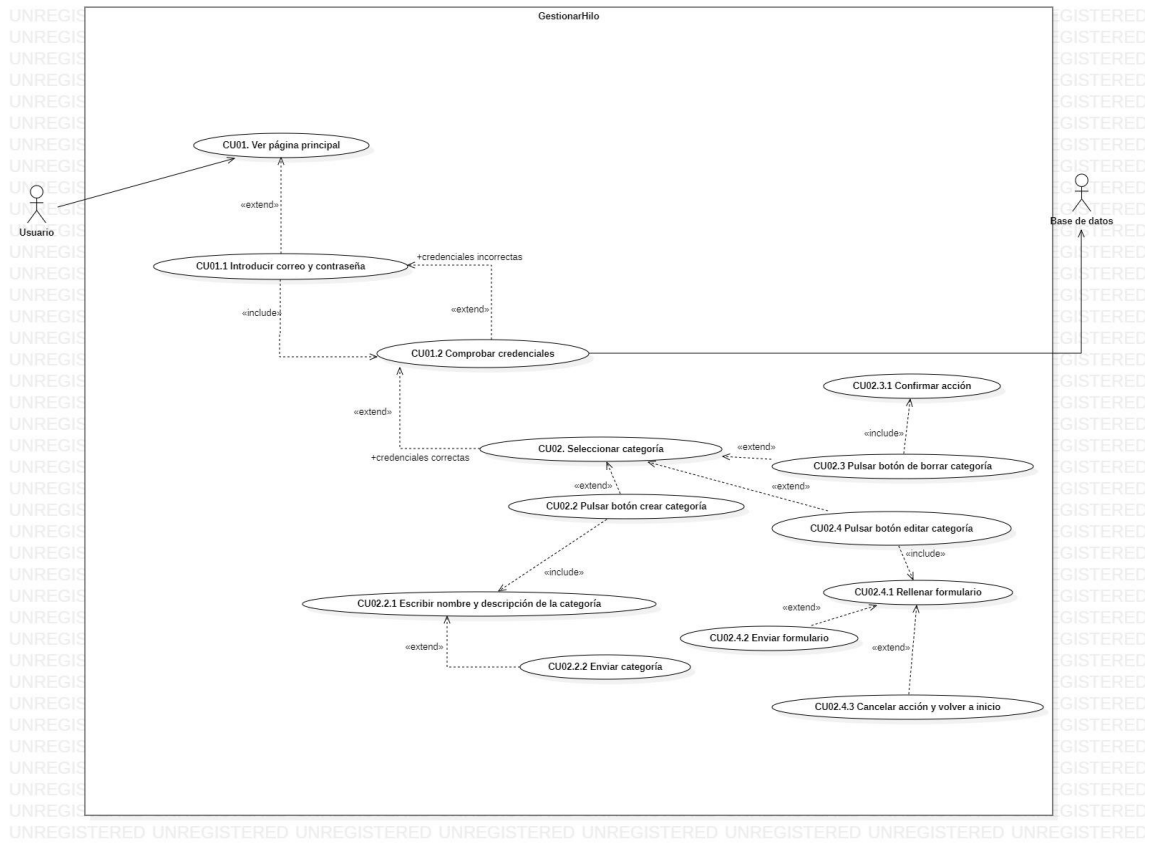 GestionarHilo
CU01. Ver página principal
«extend»
Usuario
Base de datos
CU01.1 Introducir correo y contraseña
+credenciales incorrectas
«include»
«extend»
CU01.2 Comprobar credenciales
CU02.3.1 Confirmar acción
«extend»
«include»
+credenciales correctas
CU02. Seleccionar categoría
«extend»
CU02.3 Pulsar botón de borrar categoría
«extend»
«extend»
CU02.2 Pulsar botón crear categoría
CU02.4 Pulsar botón editar categoría
«include»
«include»
CU02.4.1 Rellenar formulario
CU02.2.1 Escribir nombre y descripción de la categoría
«extend»
CU02.4.2 Enviar formulario
«extend»
«extend»
CU02.2.2 Enviar categoría
CU02.4.3 Cancelar acción y volver a inicio
UNREGISTERED UNREGISTERED UNREGISTERED UNREGISTERED UNREGISTERED UNREGISTERED UNREGISTERED UNREGISTERED